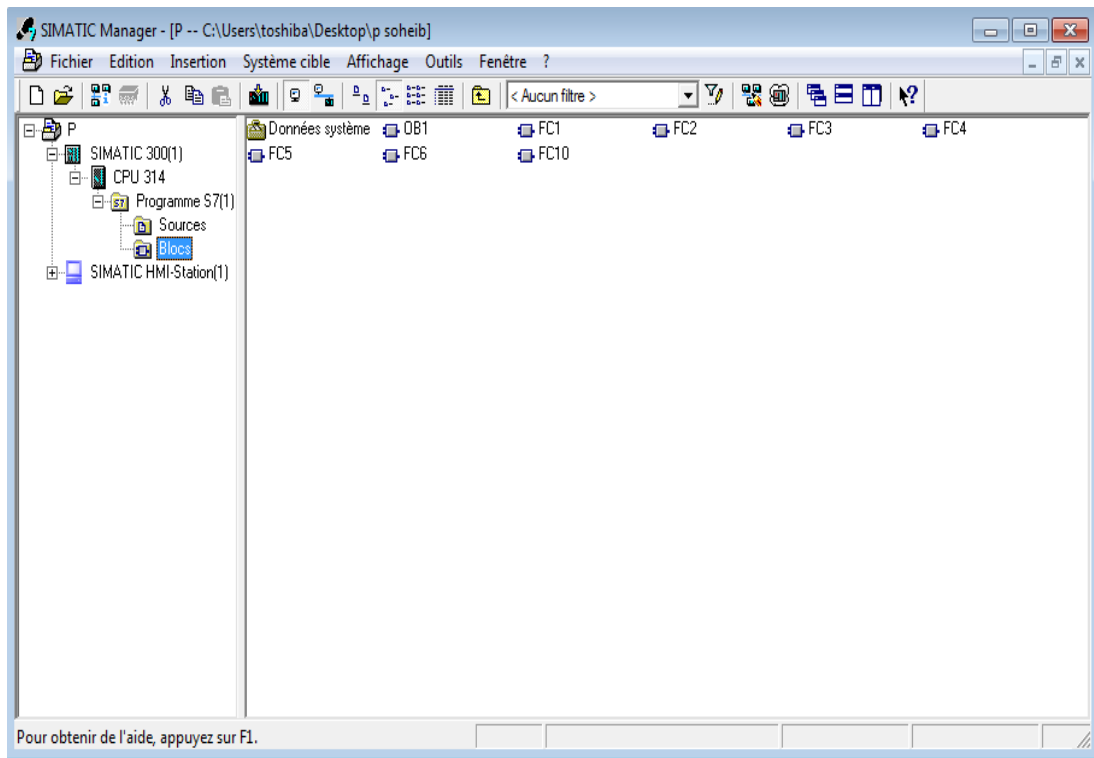 SIMATIC Manager - [P -- C:\Users\toshiba\Desktop\p soheib]
Fichier Edition Insertion Système cible Affichage Outils Fenêtre ?
< Aucun filtre >
P
SIMATIC 300(1)
CPU 314
S7 Programme S7(1)
Sources
Blocs
SIMATIC HMI-Station(1)
Données système OB1 FC1 FC2 FC3 FC4
FC5 FC6 FC10
Pour obtenir de l'aide, appuyez sur F1.